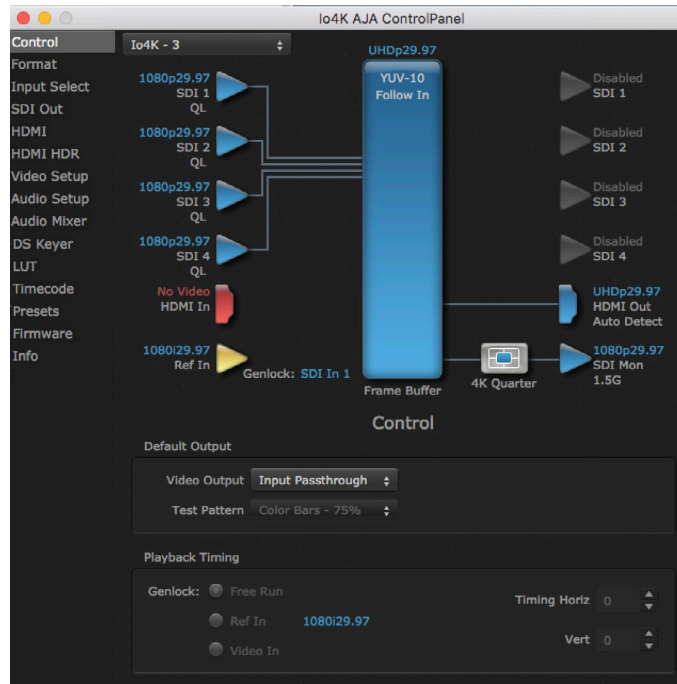 Io4K AJA ControlPanel
Control
Format
Input Select
SDI Out
HDMI
HDMI HDR
Video Setup
Audio Setup
Audio Mixer
DS Keyer
LUT
Timecode
Presets
Firmware
Info
Io4K - 3
1080p29.97
SDI 1
QL
1080p29.97
SDI 2
QL
1080p29.97
SDI 3
QL
1080p29.97
SDI 4
QL
No Video
HDMI In
1080i29.97
Ref In
Genlock: SDI In 1
UHDp29.97
YUV-10
Follow In
Frame Buffer
4K Quarter
Disabled
SDI 1
Disabled
SDI 2
Disabled
SDI 3
Disabled
SDI 4
UHDp29.97
HDMI Out
Auto Detect
1080p29.97
SDI Mon
1.5G
Control
Default Output
Video Output Input Passthrough
Test Pattern Color Bars - 75%
Playback Timing
Genlock: Free Run
Ref In 1080i29.97
Video In
Timing Horiz 0
Vert 0